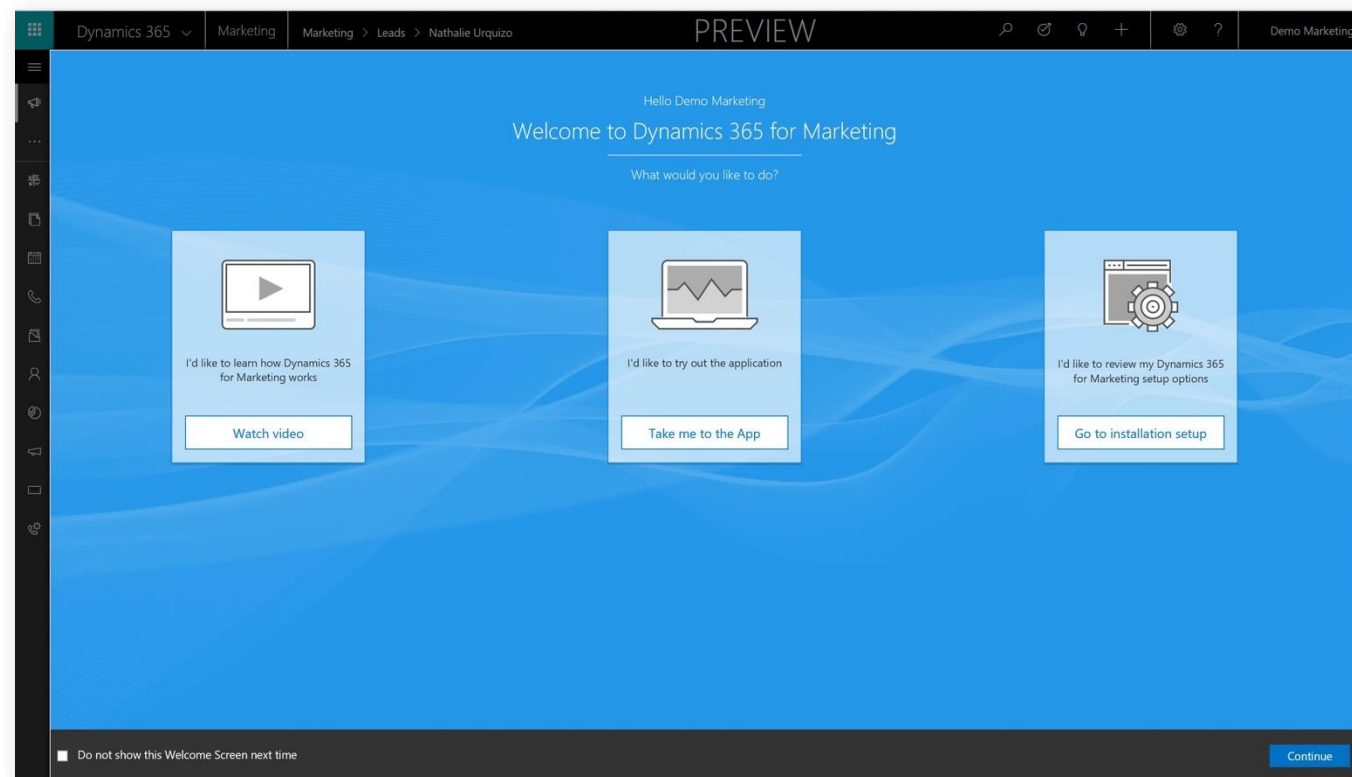 Dynamics 365
Marketing
Marketing > Leads > Nathalie Urquizo
PREVIEW
Demo Marketing
Hello Demo Marketing
Welcome to Dynamics 365 for Marketing
What would you like to do?
I'd like to learn how Dynamics 365
for Marketing works
Watch video
I'd like to try out the application
Take me to the App
I'd like to review my Dynamics 365
for Marketing setup options
Go to installation setup
Do not show this Welcome Screen next time
Continue